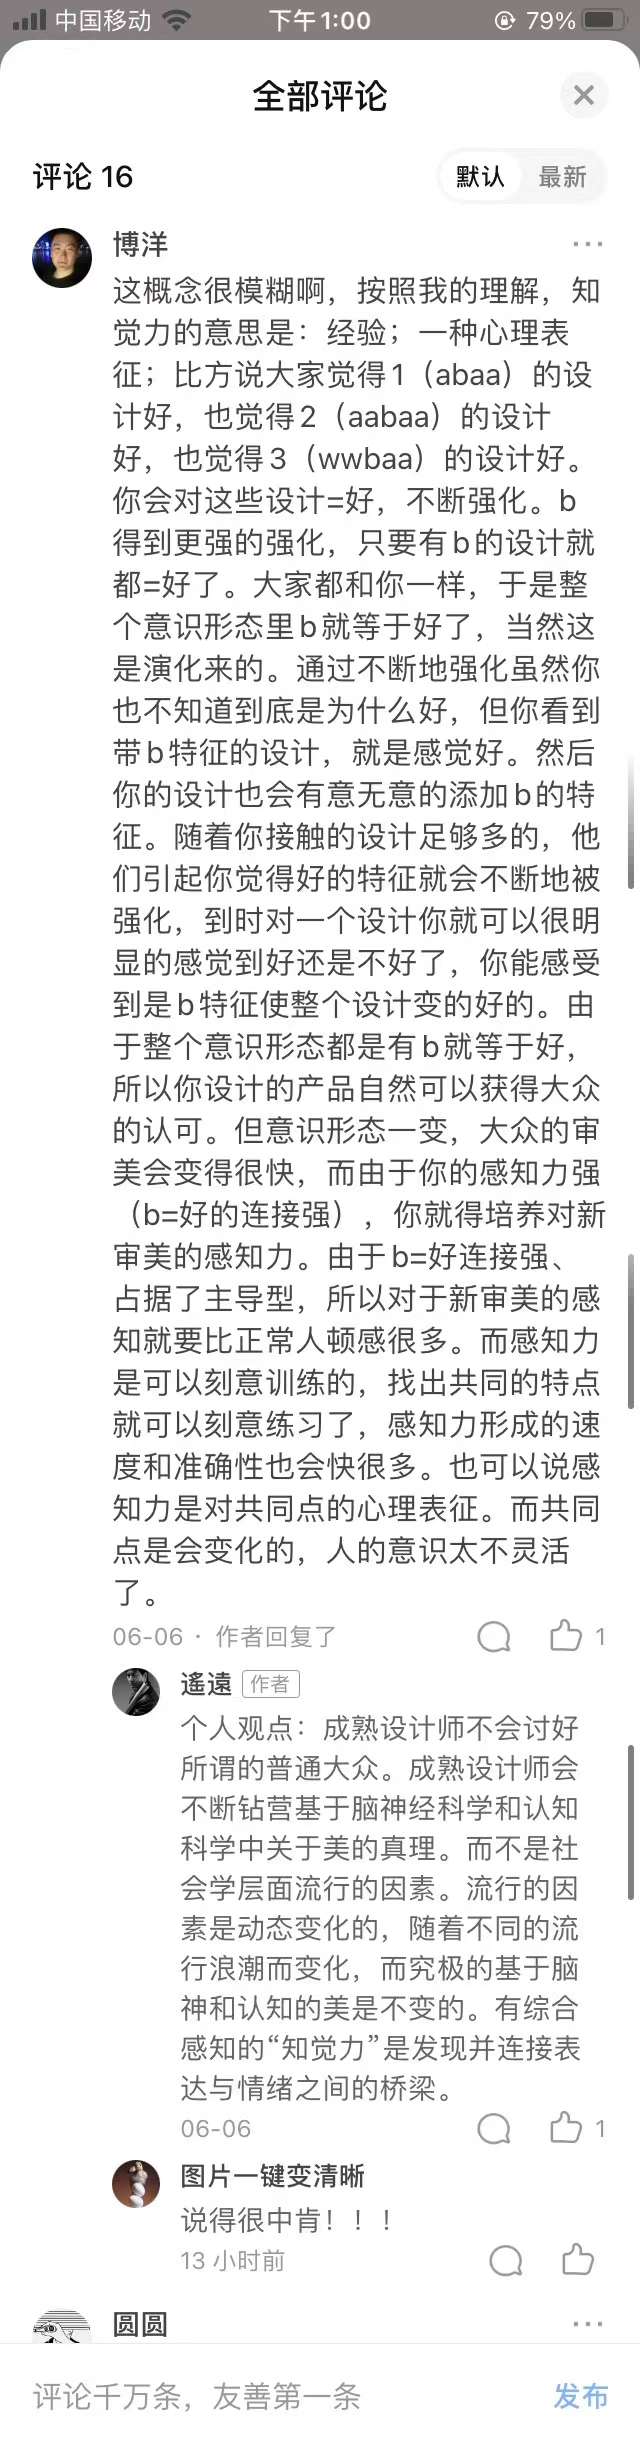 中国移动
下午1:00
79%
全部评论
评论 16
默认
最新
博洋
这概念很模糊啊，按照我的理解，知
觉力的意思是：经验；一种心理表
征；比方说大家觉得1（abaa）的设
计好，也觉得2（aabaa）的设计
好，也觉得3（wwbaa）的设计好。
你会对这些设计=好，不断强化。b
得到更强的强化，只要有b的设计就
都=好了。大家都和你一样，于是整
个意识形态里b就等于好了，当然这
是演化来的。通过不断地强化虽然你
也不知道到底是为什么好，但你看到
带b特征的设计，就是感觉好。然后
你的设计也会有意无意的添加b的特
征。随着你接触的设计足够多的，他
们引起你觉得好的特征就会不断地被
强化，到时对一个设计你就可以很明
显的感觉到好还是不好了，你能感受
到是b特征使整个设计变的好的。由
于整个意识形态都是有b就等于好，
所以你设计的产品自然可以获得大众
的认可。但意识形态一变，大众的审
美会变得很快，而由于你的感知力强
（b=好的连接强），你就得培养对新
审美的感知力。由于b=好连接强、
占据了主导型，所以对于新审美的感
知就要比正常人顿感很多。而感知力
是可以刻意训练的，找出共同的特点
就可以刻意练习了，感知力形成的速
度和准确性也会快很多。也可以说感
知力是对共同点的心理表征。而共同
点是会变化的，人的意识太不灵活
了。
06-06 · 作者回复了
1
遙遠 作者
个人观点：成熟设计师不会讨好
所谓的普通大众。成熟设计师会
不断钻营基于脑神经科学和认知
科学中关于美的真理。而不是社
会学层面流行的因素。流行的因
素是动态变化的，随着不同的流
行浪潮而变化，而究极的基于脑
神和认知的美是不变的。有综合
感知的“知觉力”是发现并连接表
达与情绪之间的桥梁。
06-06
1
图片一键变清晰
说得很中肯！！！
13 小时前
圆圆
评论千万条，友善第一条
发布